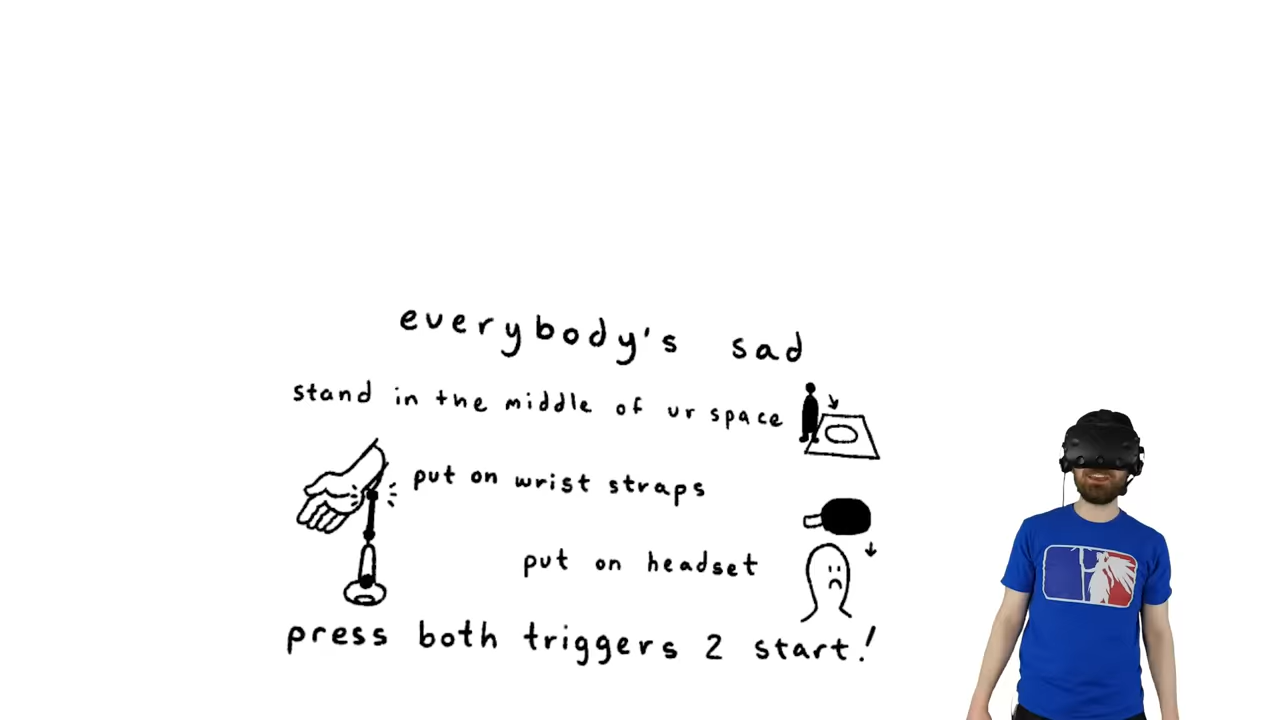 everybody's sad
stand in the middle of ur space
put on wrist straps
put on headset
press both triggers 2 start!